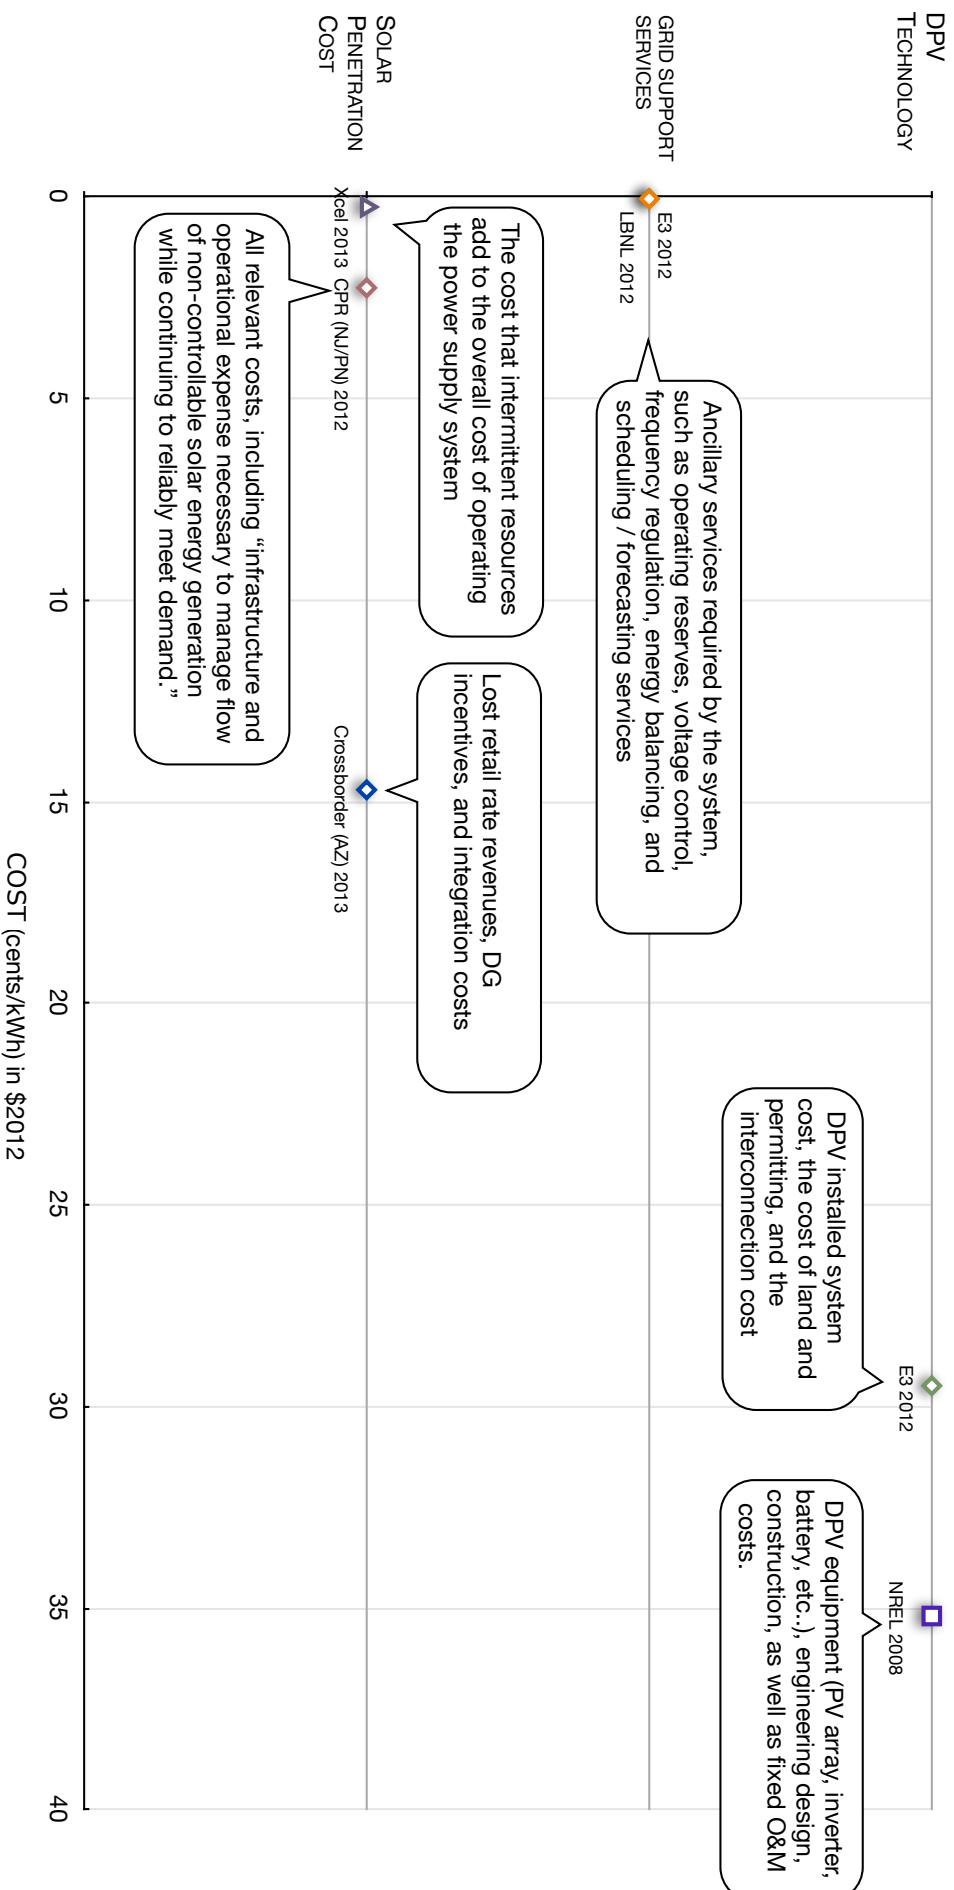 DPV
TECHNOLOGY
E3 2012
NREL 2008
DPV installed system
cost, the cost of land and
permitting, and the
interconnection cost
DPV equipment (PV array, inverter,
battery, etc..), engineering design,
construction, as well as fixed O&M
costs.
GRID SUPPORT
SERVICES
E3 2012
LBNL 2012
Ancillary services required by the system,
such as operating reserves, voltage control,
frequency regulation, energy balancing, and
scheduling / forecasting services
The cost that intermittent resources
add to the overall cost of operating
the power supply system
Lost retail rate revenues, DG
incentives, and integration costs
SOLAR
PENETRATION
COST
Xcel 2013
CPR (NJ/PN) 2012
Crossborder (AZ) 2013
All relevant costs, including “infrastructure and
operational expense necessary to manage flow
of non-controllable solar energy generation
while continuing to reliably meet demand.”
0 5 10 15 20 25 30 35 40
COST (cents/kWh) in $2012